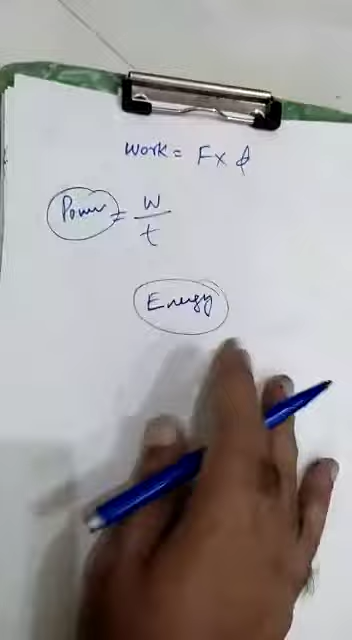 Work = F x d
Power = W
t
Energy